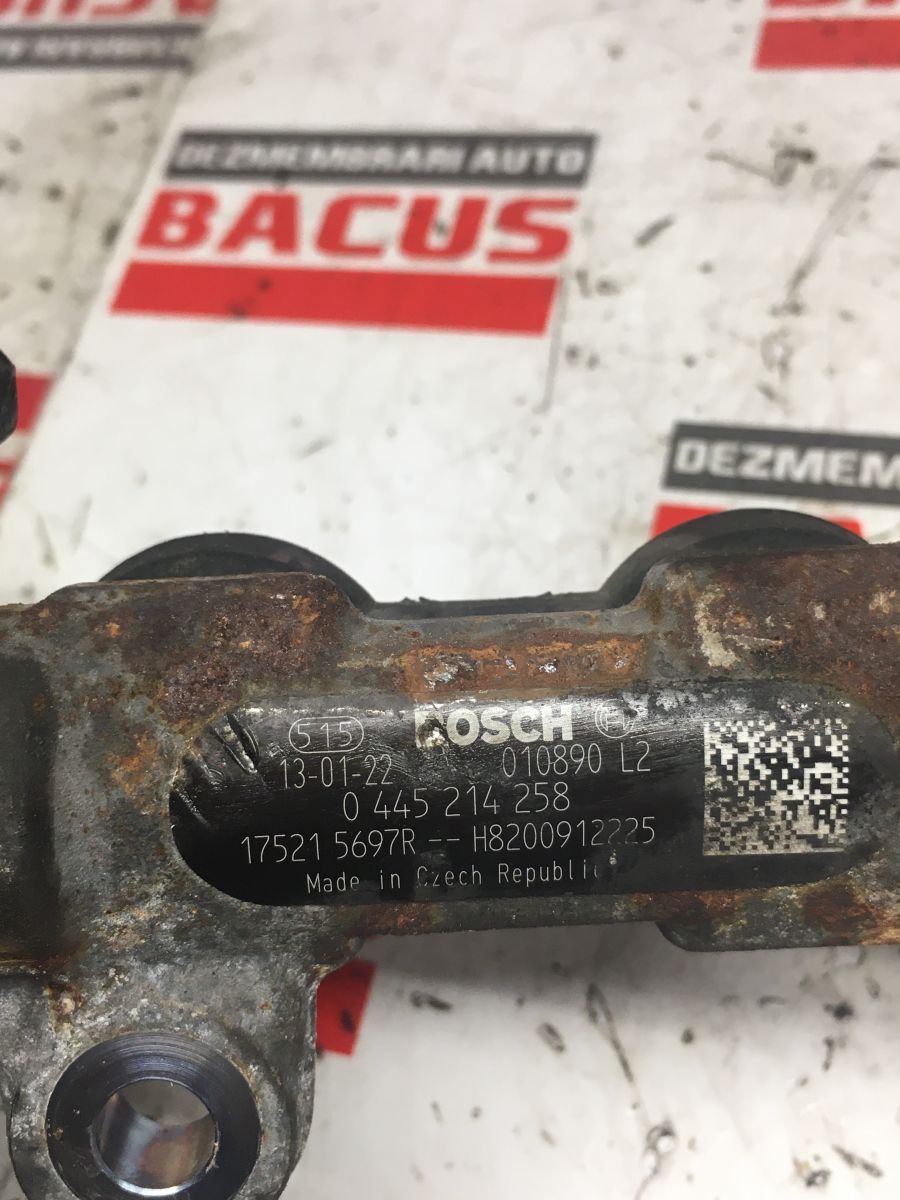 DEZMEMBRARI AUTO
BACUS
DEZMEM
515 BOSCH
13-01-22 010890 L2
0 445 214 258
17521 5697R -- H8200912225
Made in Czech Republic